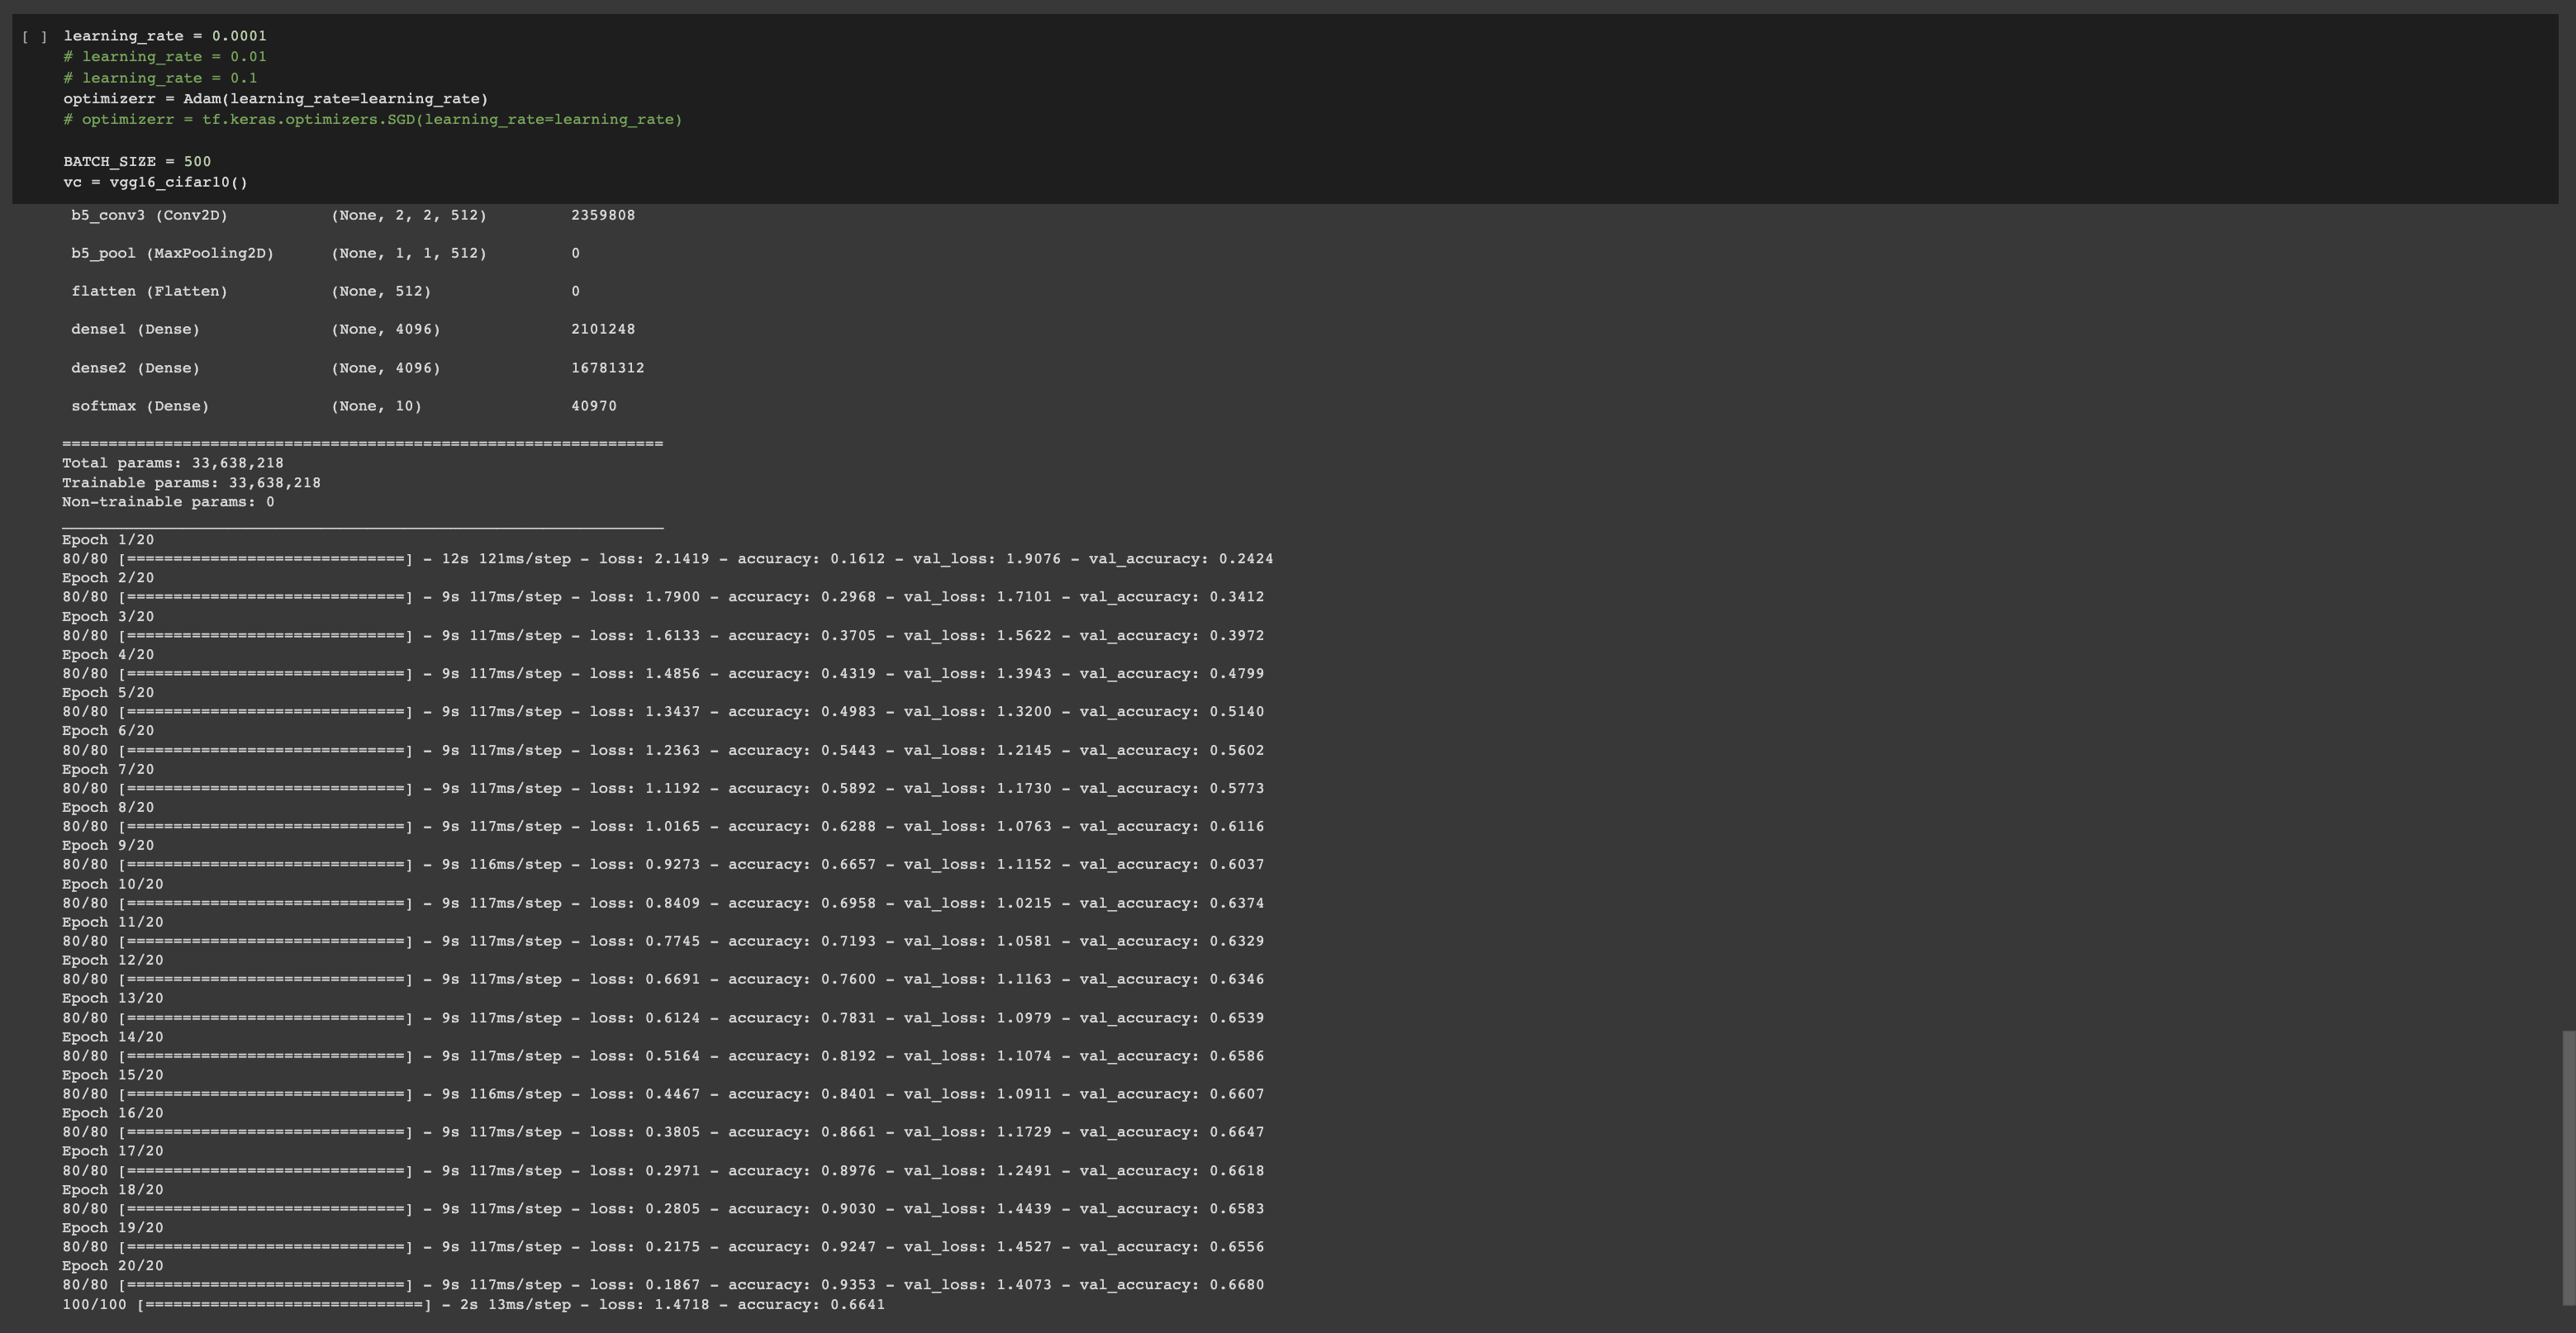 [ ] learning_rate = 0.0001
# learning_rate = 0.01
# learning_rate = 0.1
optimizerr = Adam(learning_rate=learning_rate)
# optimizerr = tf.keras.optimizers.SGD(learning_rate=learning_rate)
BATCH_SIZE = 500
vc = vgg16_cifar10()
b5_conv3 (Conv2D) (None, 2, 2, 512) 2359808
b5_pool (MaxPooling2D) (None, 1, 1, 512) 0
flatten (Flatten) (None, 512) 0
dense1 (Dense) (None, 4096) 2101248
dense2 (Dense) (None, 4096) 16781312
softmax (Dense) (None, 10) 40970
=================================================================
Total params: 33,638,218
Trainable params: 33,638,218
Non-trainable params: 0
_________________________________________________________________
Epoch 1/20
80/80 [==============================] - 12s 121ms/step - loss: 2.1419 - accuracy: 0.1612 - val_loss: 1.9076 - val_accuracy: 0.2424
Epoch 2/20
80/80 [==============================] - 9s 117ms/step - loss: 1.7900 - accuracy: 0.2968 - val_loss: 1.7101 - val_accuracy: 0.3412
Epoch 3/20
80/80 [==============================] - 9s 117ms/step - loss: 1.6133 - accuracy: 0.3705 - val_loss: 1.5622 - val_accuracy: 0.3972
Epoch 4/20
80/80 [==============================] - 9s 117ms/step - loss: 1.4856 - accuracy: 0.4319 - val_loss: 1.3943 - val_accuracy: 0.4799
Epoch 5/20
80/80 [==============================] - 9s 117ms/step - loss: 1.3437 - accuracy: 0.4983 - val_loss: 1.3200 - val_accuracy: 0.5140
Epoch 6/20
80/80 [==============================] - 9s 117ms/step - loss: 1.2363 - accuracy: 0.5443 - val_loss: 1.2145 - val_accuracy: 0.5602
Epoch 7/20
80/80 [==============================] - 9s 117ms/step - loss: 1.1192 - accuracy: 0.5892 - val_loss: 1.1730 - val_accuracy: 0.5773
Epoch 8/20
80/80 [==============================] - 9s 117ms/step - loss: 1.0165 - accuracy: 0.6288 - val_loss: 1.0763 - val_accuracy: 0.6116
Epoch 9/20
80/80 [==============================] - 9s 116ms/step - loss: 0.9273 - accuracy: 0.6657 - val_loss: 1.1152 - val_accuracy: 0.6037
Epoch 10/20
80/80 [==============================] - 9s 117ms/step - loss: 0.8409 - accuracy: 0.6958 - val_loss: 1.0215 - val_accuracy: 0.6374
Epoch 11/20
80/80 [==============================] - 9s 117ms/step - loss: 0.7745 - accuracy: 0.7193 - val_loss: 1.0581 - val_accuracy: 0.6329
Epoch 12/20
80/80 [==============================] - 9s 117ms/step - loss: 0.6691 - accuracy: 0.7600 - val_loss: 1.1163 - val_accuracy: 0.6346
Epoch 13/20
80/80 [==============================] - 9s 117ms/step - loss: 0.6124 - accuracy: 0.7831 - val_loss: 1.0979 - val_accuracy: 0.6539
Epoch 14/20
80/80 [==============================] - 9s 117ms/step - loss: 0.5164 - accuracy: 0.8192 - val_loss: 1.1074 - val_accuracy: 0.6586
Epoch 15/20
80/80 [==============================] - 9s 116ms/step - loss: 0.4467 - accuracy: 0.8401 - val_loss: 1.0911 - val_accuracy: 0.6607
Epoch 16/20
80/80 [==============================] - 9s 117ms/step - loss: 0.3805 - accuracy: 0.8661 - val_loss: 1.1729 - val_accuracy: 0.6647
Epoch 17/20
80/80 [==============================] - 9s 117ms/step - loss: 0.2971 - accuracy: 0.8976 - val_loss: 1.2491 - val_accuracy: 0.6618
Epoch 18/20
80/80 [==============================] - 9s 117ms/step - loss: 0.2805 - accuracy: 0.9030 - val_loss: 1.4439 - val_accuracy: 0.6583
Epoch 19/20
80/80 [==============================] - 9s 117ms/step - loss: 0.2175 - accuracy: 0.9247 - val_loss: 1.4527 - val_accuracy: 0.6556
Epoch 20/20
80/80 [==============================] - 9s 117ms/step - loss: 0.1867 - accuracy: 0.9353 - val_loss: 1.4073 - val_accuracy: 0.6680
100/100 [==============================] - 2s 13ms/step - loss: 1.4718 - accuracy: 0.6641